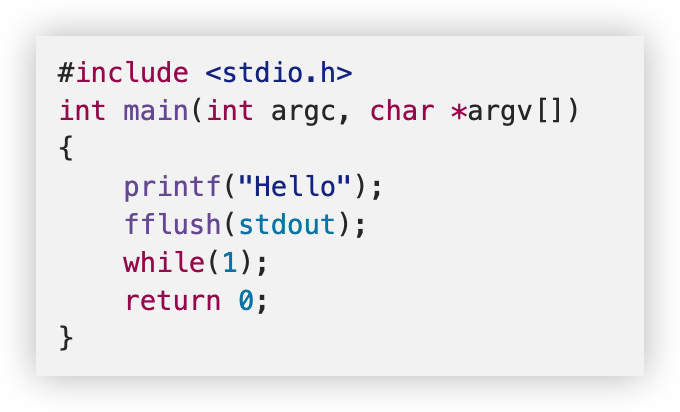 #include <stdio.h>
int main(int argc, char *argv[])
{
    printf("Hello");
    fflush(stdout);
    while(1);
    return 0;
}